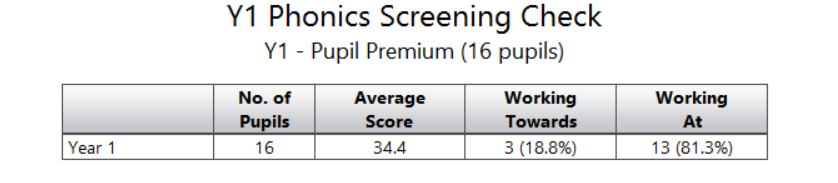 Y1 Phonics Screening Check
Y1 - Pupil Premium (16 pupils)
No. of Pupils Average Score Working Towards Working At
Year 1 16 34.4 3 (18.8%) 13 (81.3%)